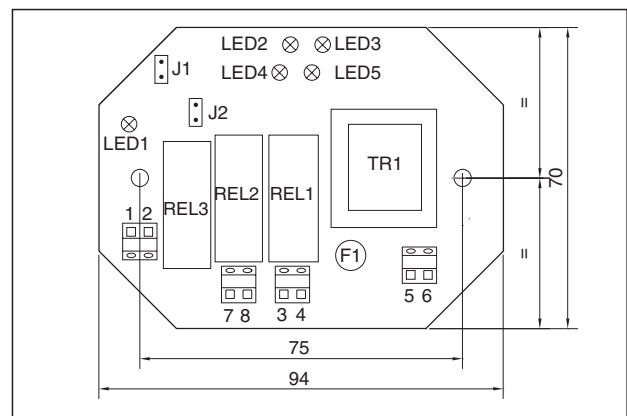 LED2 LED3
J1 LED4 LED5
J2
LED1
=
TR1
REL3 REL2 REL1
70
1 2
F1
=
5 6
7 8 3 4
75
94